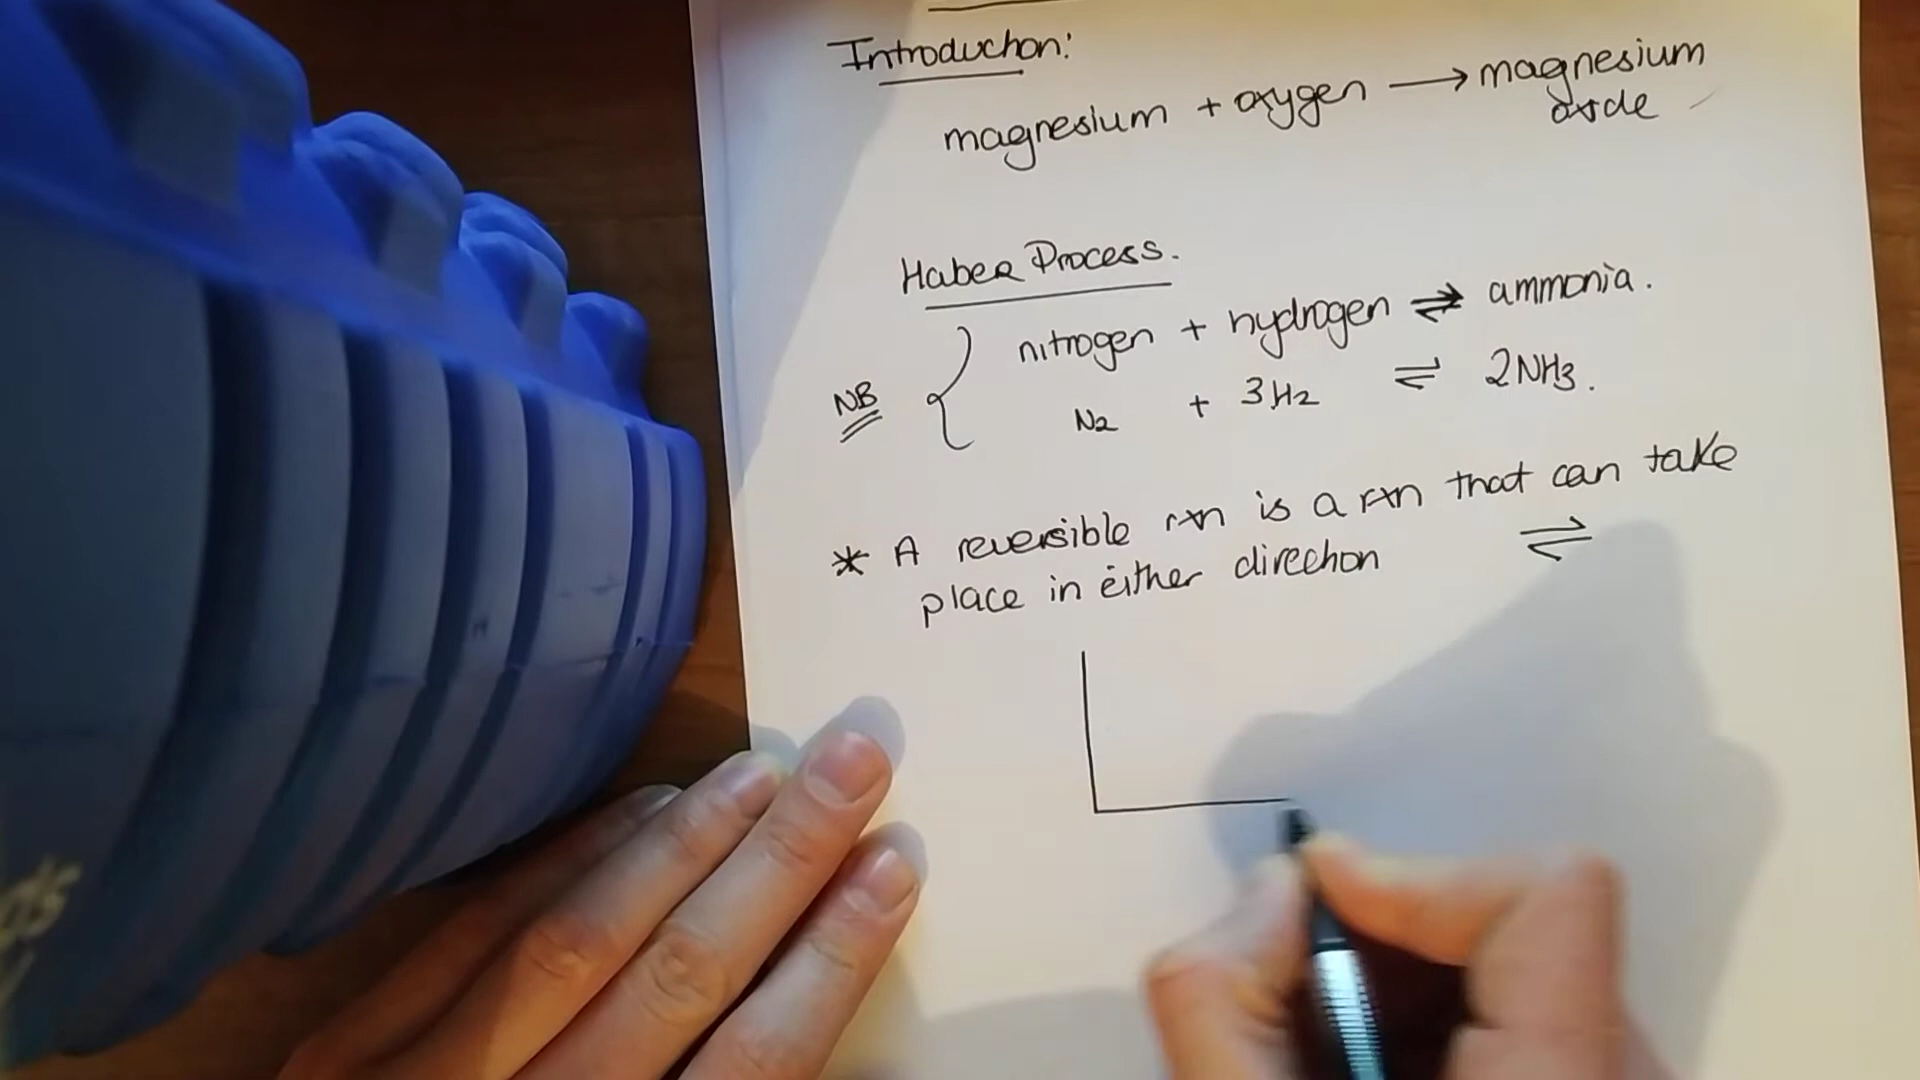 Introduction:
magnesium + oxygen → magnesium
oxide
Haber Process.
nitrogen + hydrogen ⇌ ammonia.
NB
N2 + 3H2 ⇌ 2NH3.
* A reversible rxn is a rxn that can take
place in either direction ⇌